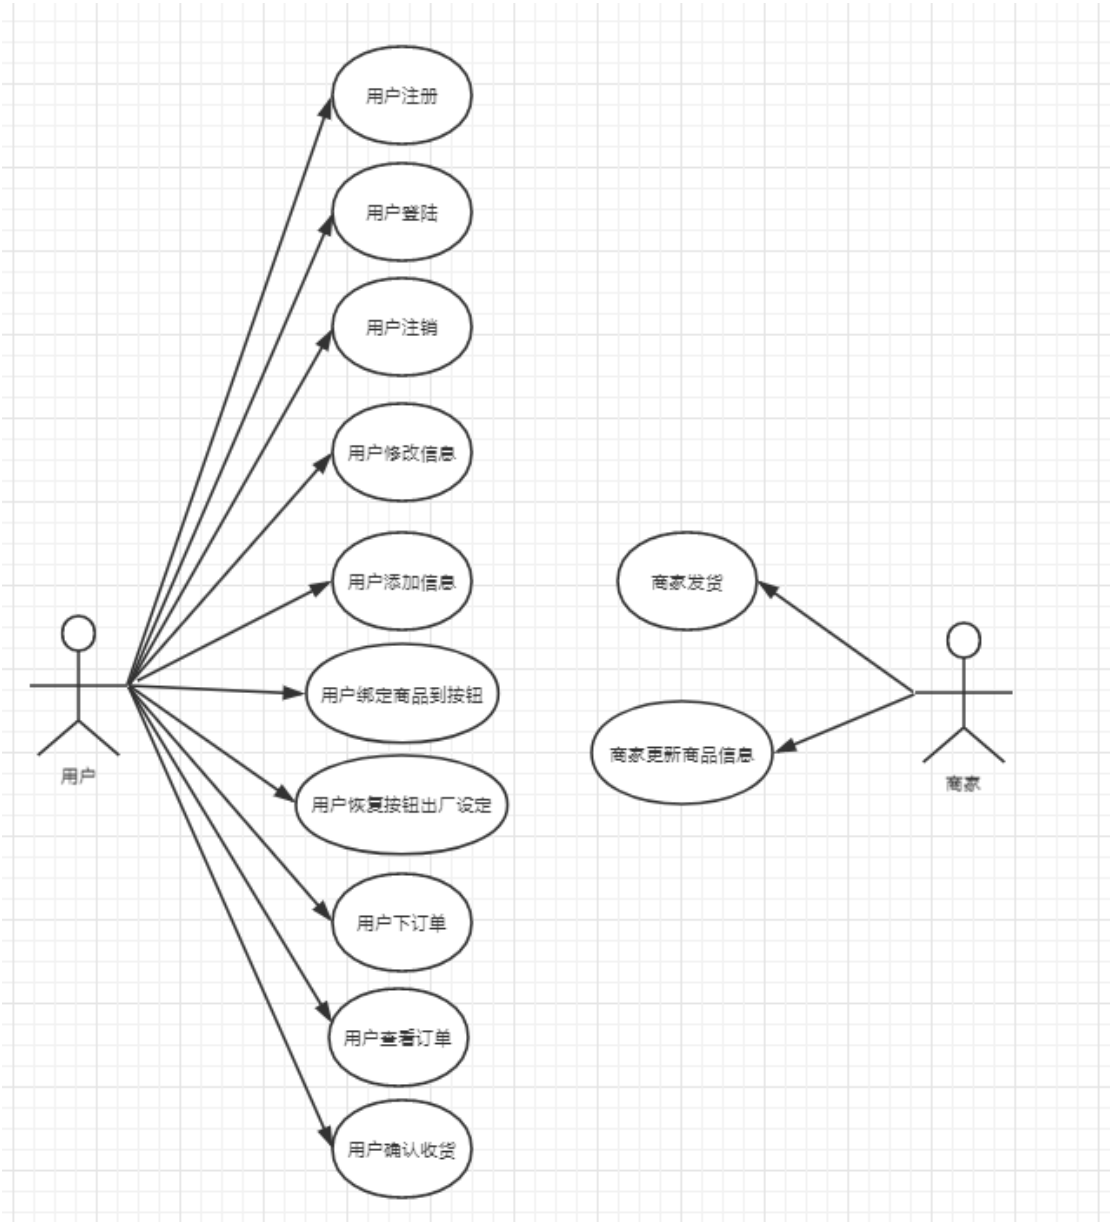 用户注册
用户登陆
用户注销
用户修改信息
用户添加信息
用户绑定商品到按钮
用户恢复按钮出厂设定
用户下订单
用户查看订单
用户确认收货
用户
商家发货
商家更新商品信息
商家